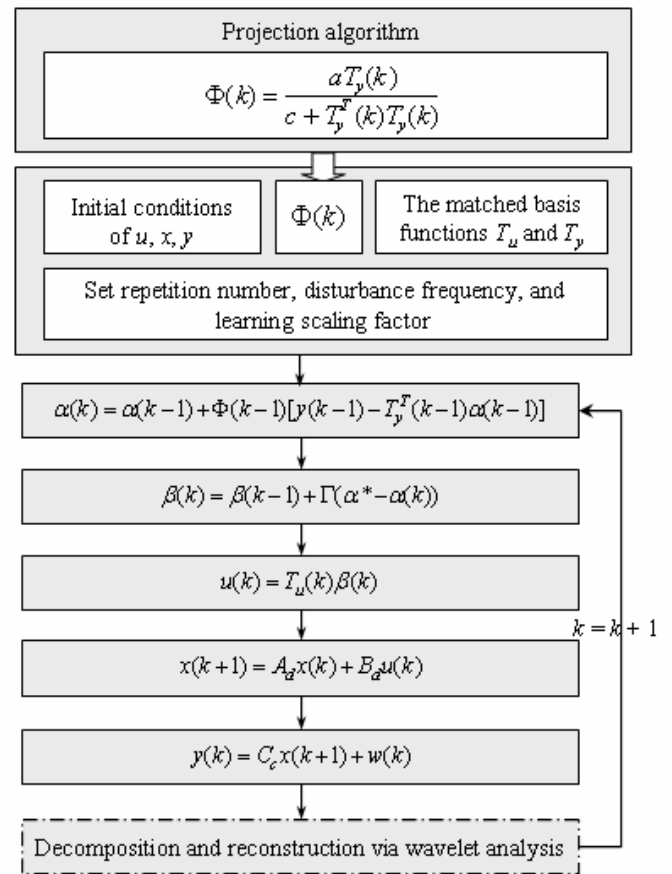 Projection algorithm
Φ(k) = aT_y(k) / (c + T_y^T(k)T_y(k))
Initial conditions
of u, x, y
Φ(k)
The matched basis
functions T_u and T_y
Set repetition number, disturbance frequency, and
learning scaling factor
α(k) = α(k−1) + Φ(k−1)[y(k−1) − T_y^T(k−1)α(k−1)]
β(k) = β(k−1) + Γ(α* − α(k))
u(k) = T_u(k)β(k)
k = k + 1
x(k+1) = A_d x(k) + B_d u(k)
y(k) = C_c x(k+1) + w(k)
Decomposition and reconstruction via wavelet analysis